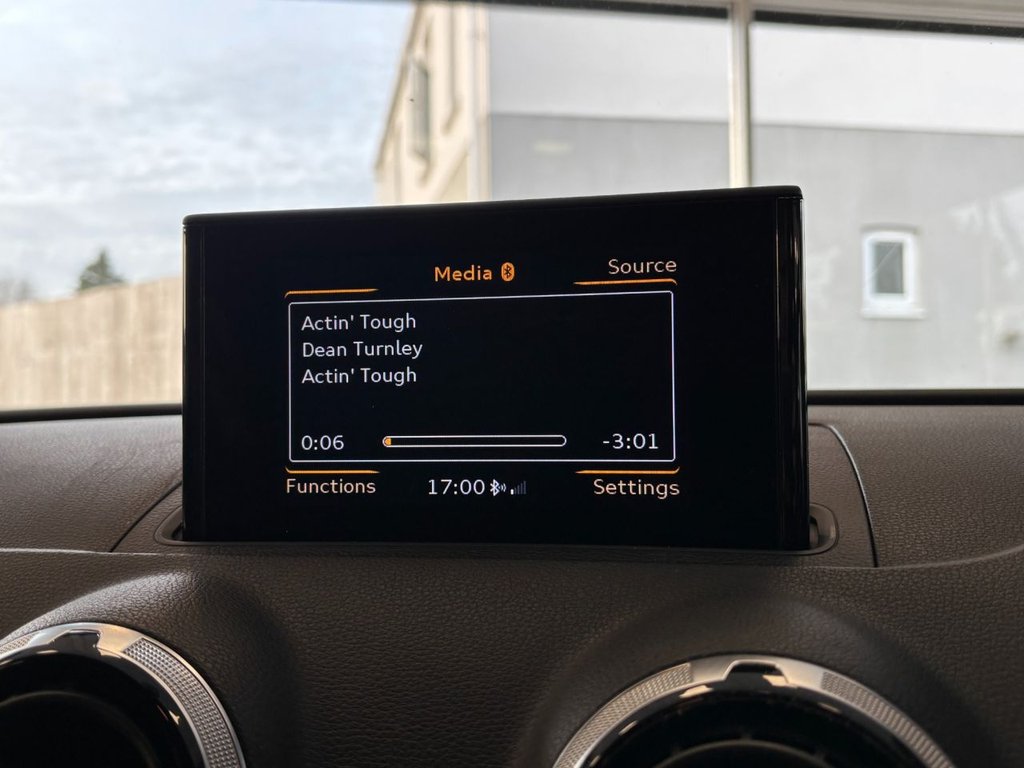 Media
Source
Actin' Tough
Dean Turnley
Actin' Tough
0:06 -3:01
Functions
17:00
Settings